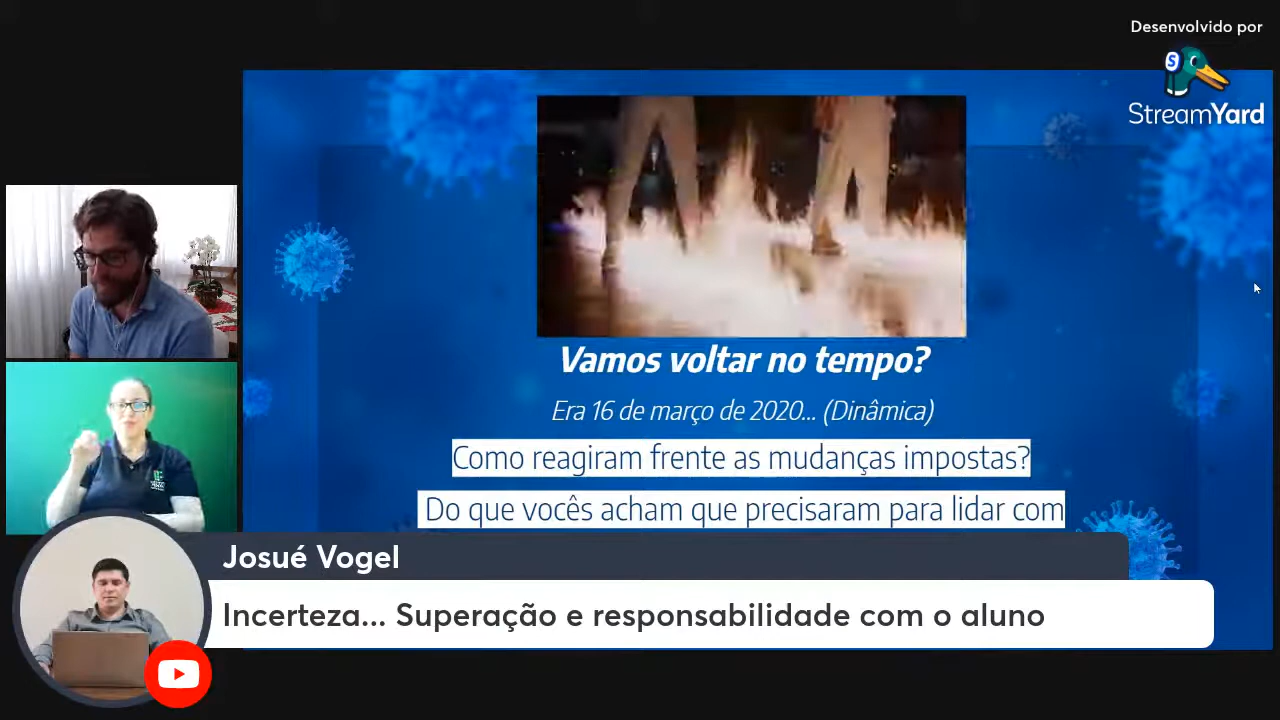 Desenvolvido por
StreamYard
Vamos voltar no tempo?
Era 16 de março de 2020... (Dinâmica)
Como reagiram frente as mudanças impostas?
Do que vocês acham que precisaram para lidar com
Josué Vogel
Incerteza... Superação e responsabilidade com o aluno